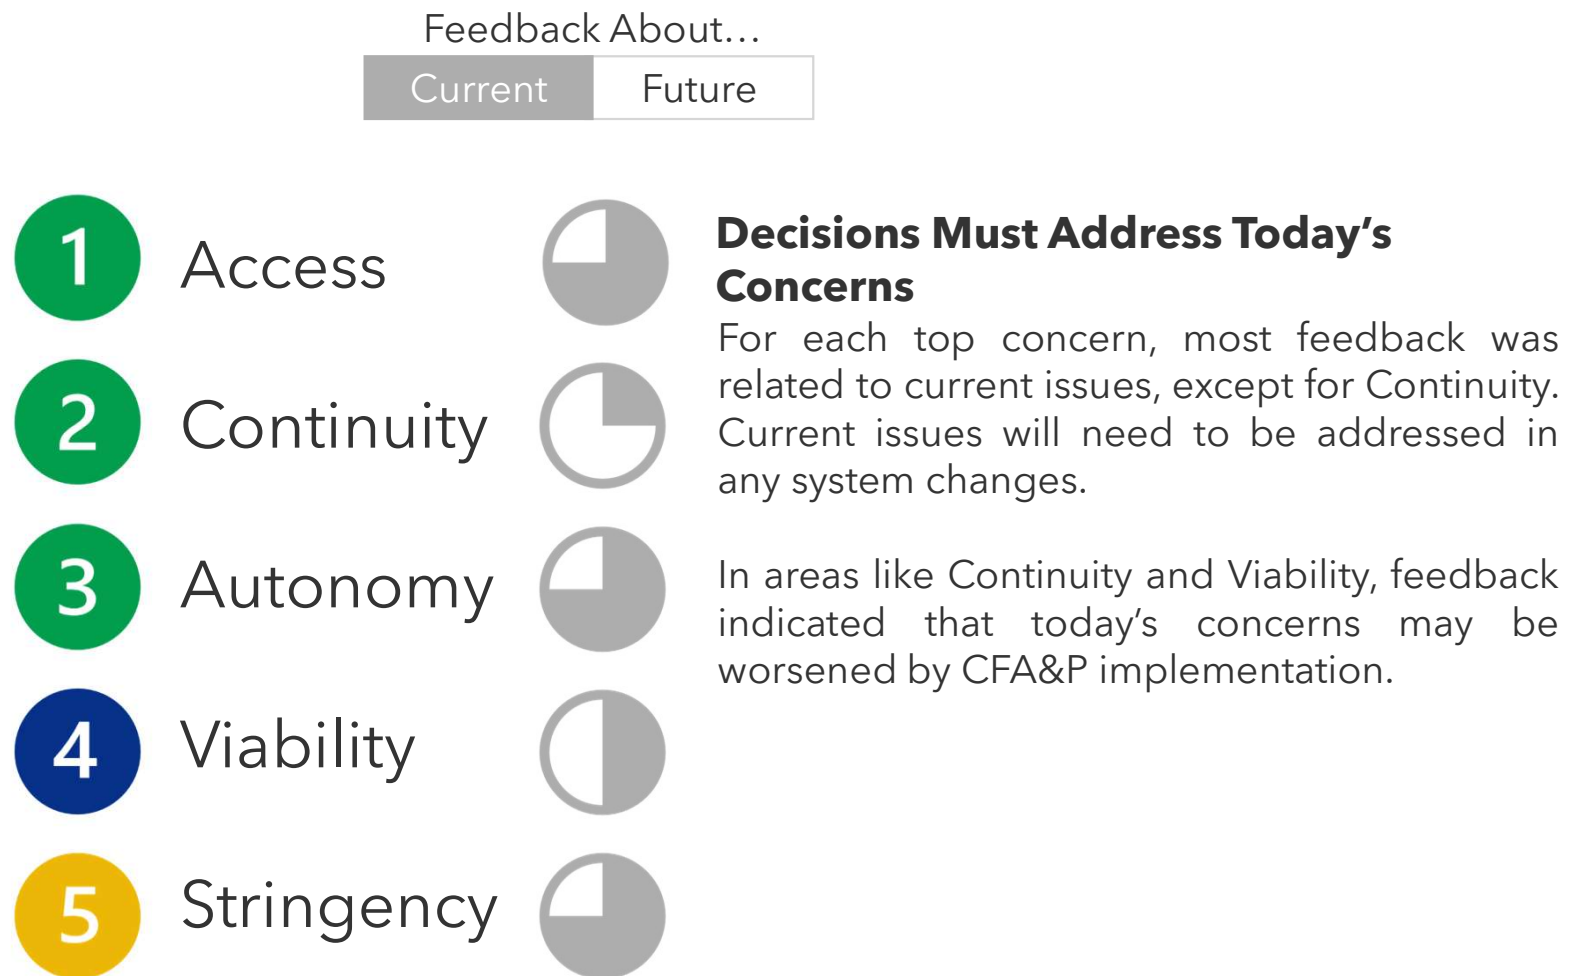 Feedback About…
Current Future
1 Access
2 Continuity
3 Autonomy
4 Viability
5 Stringency
Decisions Must Address Today’s
Concerns
For each top concern, most feedback was
related to current issues, except for Continuity.
Current issues will need to be addressed in
any system changes.
In areas like Continuity and Viability, feedback
indicated that today’s concerns may be
worsened by CFA&P implementation.